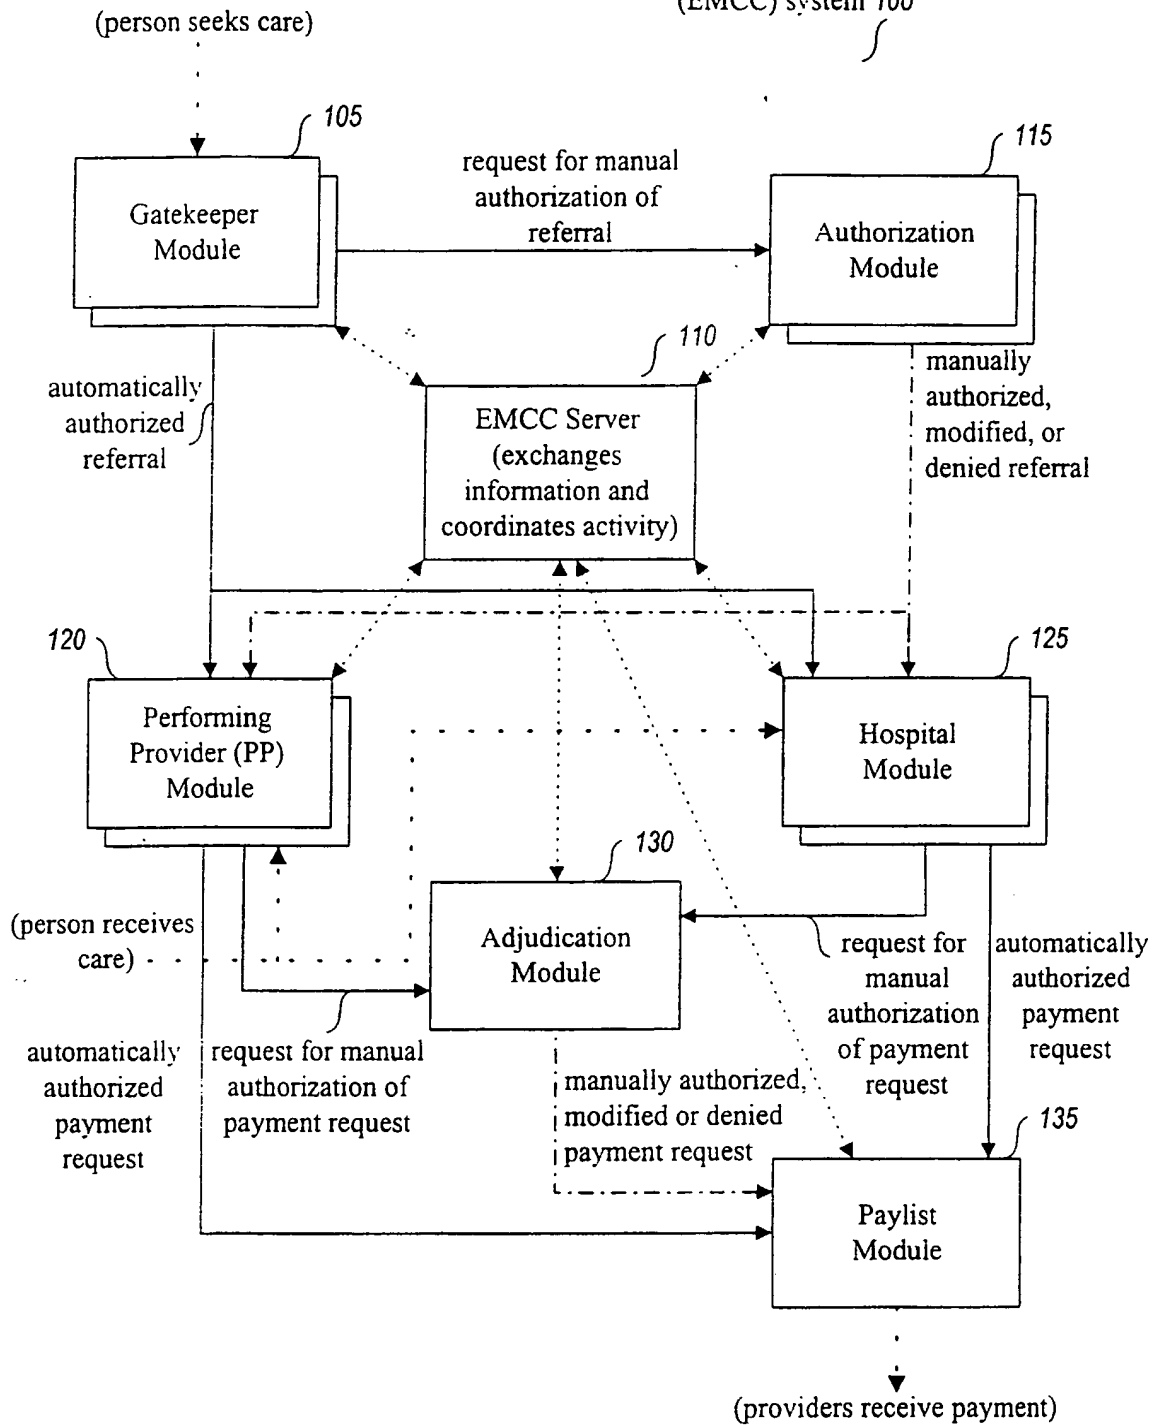 (EMCC) system 100
(person seeks care)
105
115
request for manual
authorization of
referral
Gatekeeper
Module
Authorization
Module
110
automatically
authorized
referral
EMCC Server
(exchanges
information and
coordinates activity)
manually
authorized,
modified, or
denied referral
120
125
Performing
Provider (PP)
Module
Hospital
Module
130
(person receives
care)
Adjudication
Module
request for
manual
authorization
of payment
request
automatically
authorized
payment
request
automatically
authorized
payment
request
request for manual
authorization of
payment request
manually authorized,
modified or denied
payment request
135
Paylist
Module
(providers receive payment)